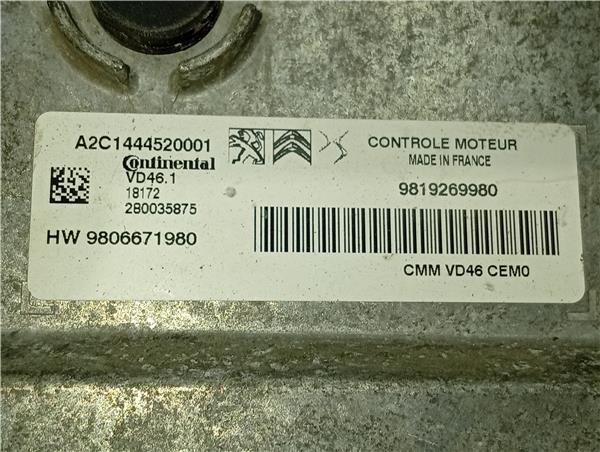 A2C1444520001
Continental
VD46.1
18172
280035875
HW 9806671980
CONTROLE MOTEUR
MADE IN FRANCE
9819269980
CMM VD46 CEM0